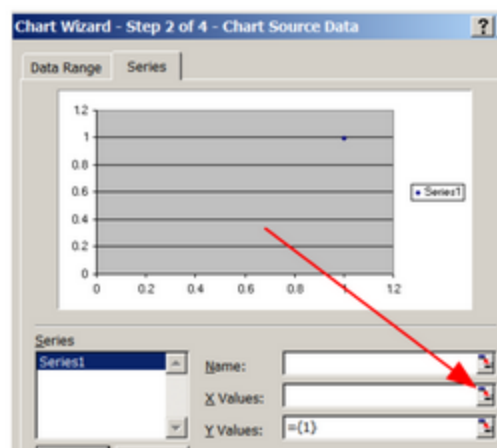 Chart Wizard - Step 2 of 4 - Chart Source Data ?
Data Range Series
1.2
1
0.8
0.6
0.4
0.2
0
0 0.2 0.4 0.6 0.8 1 1.2
Series1
Series
Series1
Name:
X Values:
Y Values: ={1}